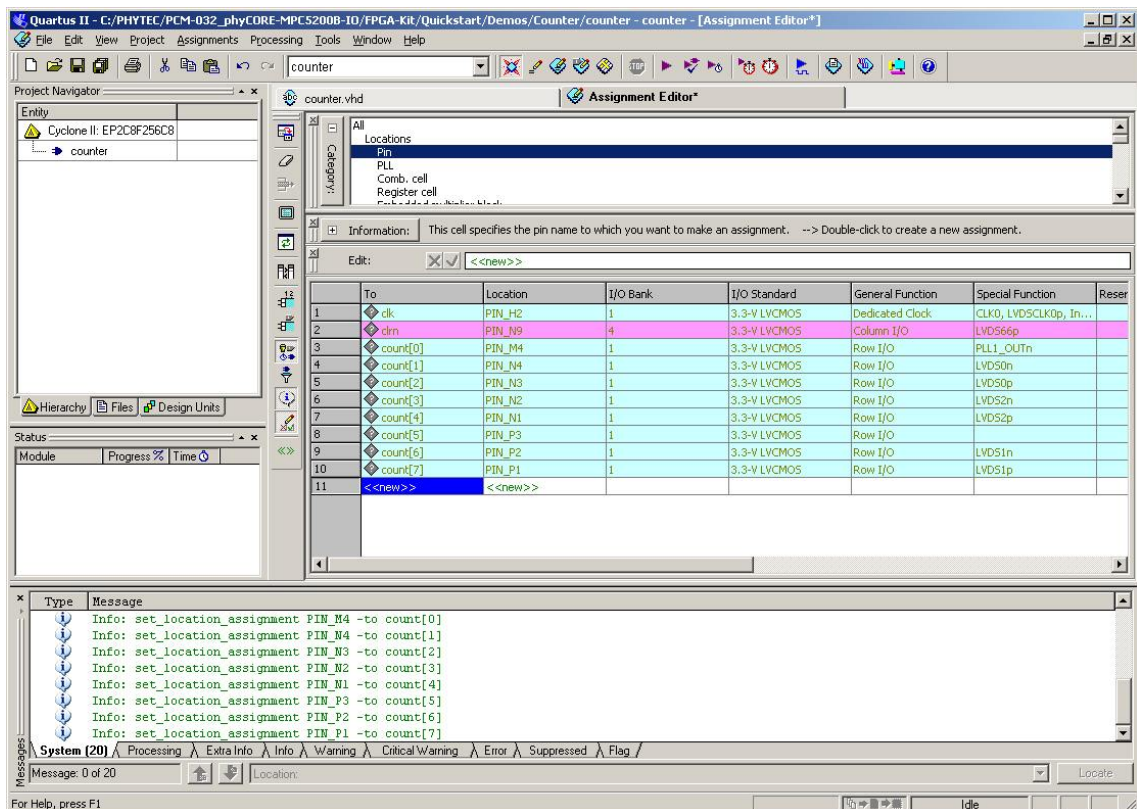 Quartus II - C:/PHYTEC/PCM-032_phyCORE-MPC5200B-IO/FPGA-Kit/Quickstart/Demos/Counter/counter - counter - [Assignment Editor*]
File Edit View Project Assignments Processing Tools Window Help
counter
Project Navigator
Entity
Cyclone II: EP2C8F256C8
counter
Hierarchy Files Design Units
Status
Module Progress % Time
counter.vhd Assignment Editor*
Category:
All
Locations
Pin
PLL
Comb. cell
Register cell
Embedded multiplier block
Information: This cell specifies the pin name to which you want to make an assignment. --> Double-click to create a new assignment.
Edit: <<new>>
To Location I/O Bank I/O Standard General Function Special Function Reser
1 clk PIN_H2 1 3.3-V LVCMOS Dedicated Clock CLK0, LVDSCLK0p, In...
2 clrn PIN_N9 4 3.3-V LVCMOS Column I/O LVDS66p
3 count[0] PIN_M4 1 3.3-V LVCMOS Row I/O PLL1_OUTn
4 count[1] PIN_N4 1 3.3-V LVCMOS Row I/O LVDS0n
5 count[2] PIN_N3 1 3.3-V LVCMOS Row I/O LVDS0p
6 count[3] PIN_N2 1 3.3-V LVCMOS Row I/O LVDS2n
7 count[4] PIN_N1 1 3.3-V LVCMOS Row I/O LVDS2p
8 count[5] PIN_P3 1 3.3-V LVCMOS Row I/O
9 count[6] PIN_P2 1 3.3-V LVCMOS Row I/O LVDS1n
10 count[7] PIN_P1 1 3.3-V LVCMOS Row I/O LVDS1p
11 <<new>> <<new>>
Type Message
Info: set_location_assignment PIN_M4 -to count[0]
Info: set_location_assignment PIN_N4 -to count[1]
Info: set_location_assignment PIN_N3 -to count[2]
Info: set_location_assignment PIN_N2 -to count[3]
Info: set_location_assignment PIN_N1 -to count[4]
Info: set_location_assignment PIN_P3 -to count[5]
Info: set_location_assignment PIN_P2 -to count[6]
Info: set_location_assignment PIN_P1 -to count[7]
System (20) Processing Extra Info Info Warning Critical Warning Error Suppressed Flag
Messages
Message: 0 of 20 Location: Locate
For Help, press F1 Idle